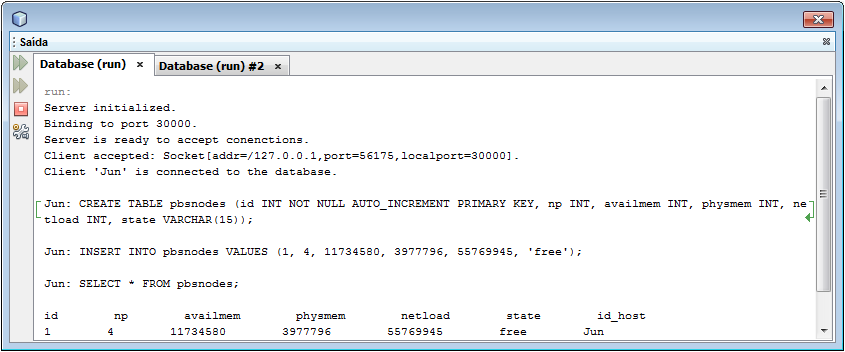 Saída
Database (run) × Database (run) #2 ×
run:
Server initialized.
Binding to port 30000.
Server is ready to accept conenctions.
Client accepted: Socket[addr=/127.0.0.1,port=56175,localport=30000].
Client 'Jun' is connected to the database.
Jun: CREATE TABLE pbsnodes (id INT NOT NULL AUTO_INCREMENT PRIMARY KEY, np INT, availmem INT, physmem INT, ne
tload INT, state VARCHAR(15));
Jun: INSERT INTO pbsnodes VALUES (1, 4, 11734580, 3977796, 55769945, 'free');
Jun: SELECT * FROM pbsnodes;
id np availmem physmem netload state id_host
1 4 11734580 3977796 55769945 free Jun